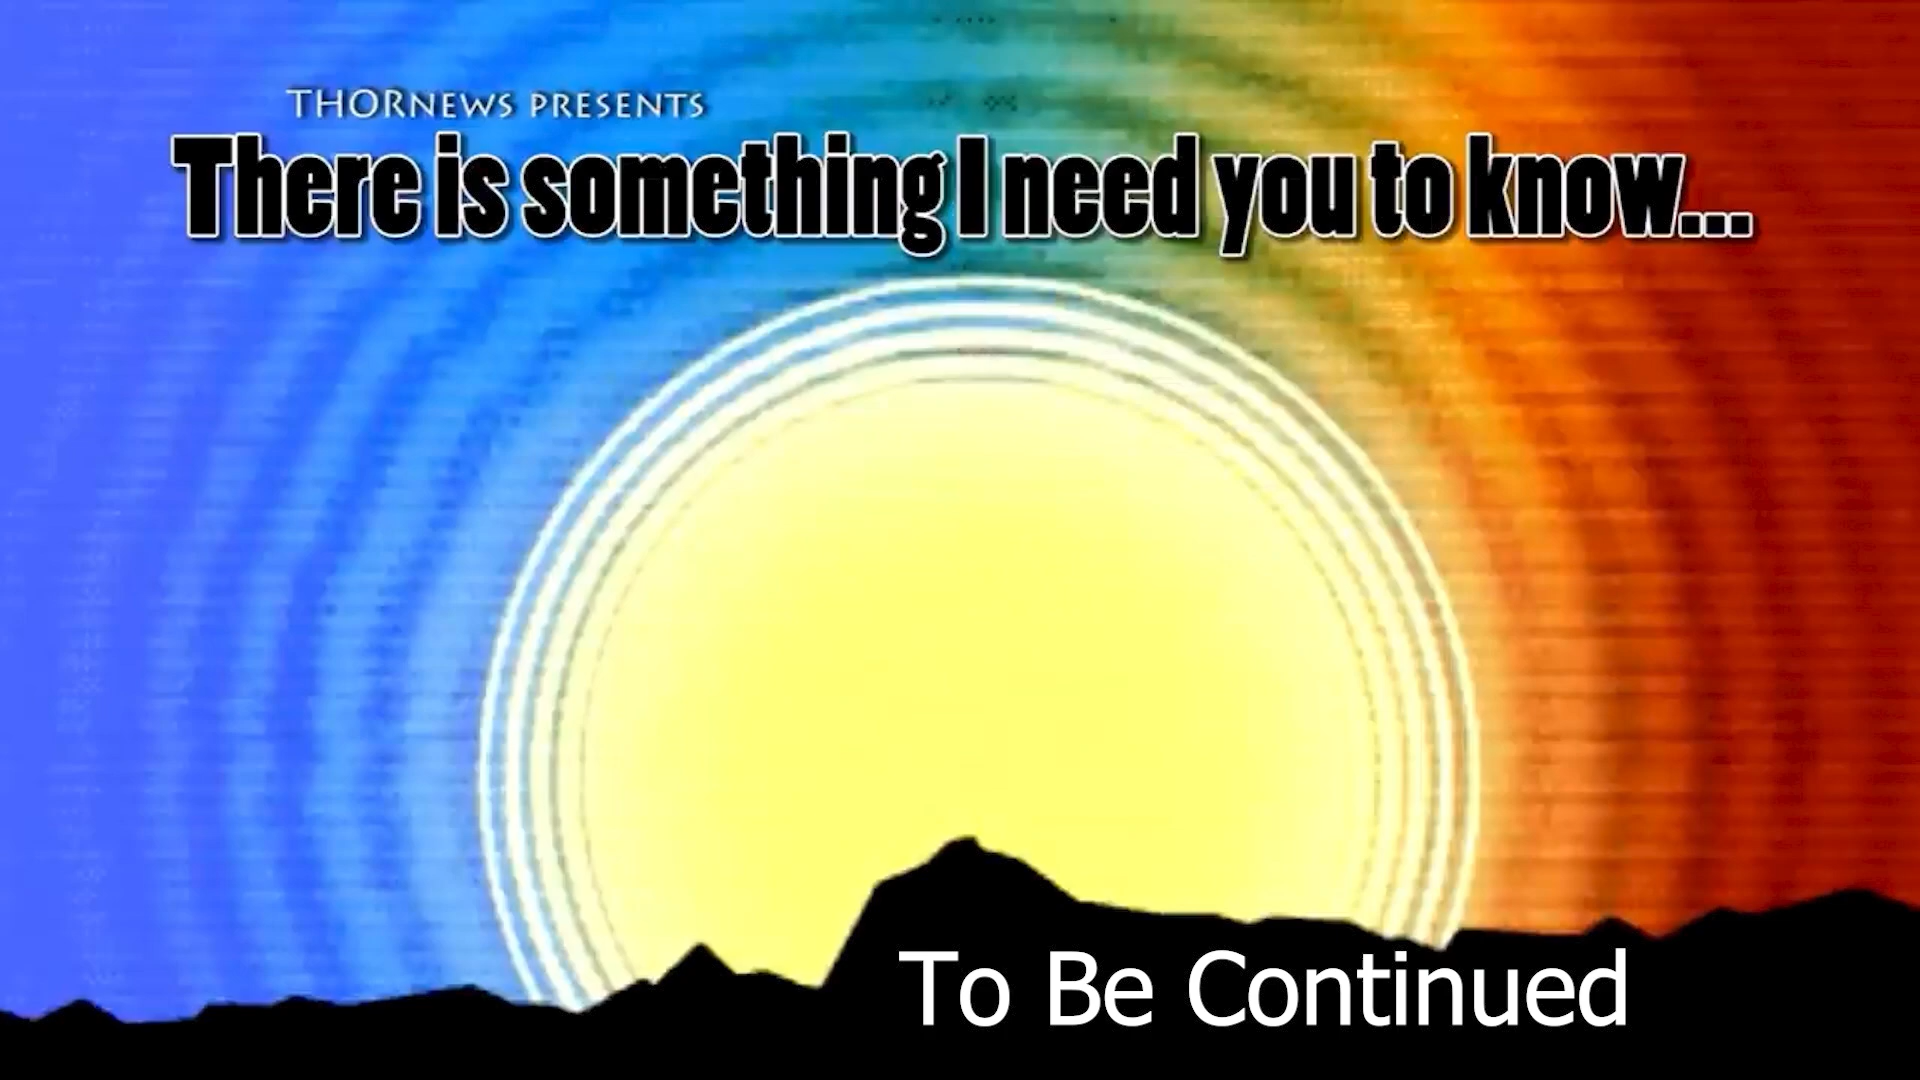 THORNEWS PRESENTS
There is something I need you to know...
To Be Continued